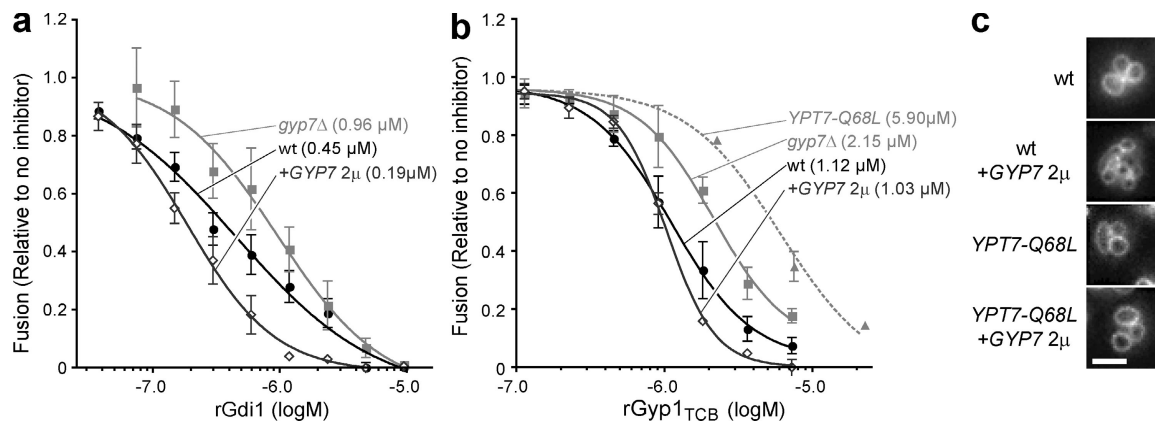 a
1.2
1.0
0.8
0.6
0.4
0.2
0
Fusion (Relative to no inhibitor)
gyp7Δ (0.96 µM)
wt (0.45 µM)
+GYP7 2µ (0.19µM)
-7.0
-6.0
-5.0
rGdi1 (logM)
b
1.2
1.0
0.8
0.6
0.4
0.2
0
Fusion (Relative to no inhibitor)
YPT7-Q68L (5.90µM)
gyp7Δ (2.15 µM)
wt (1.12 µM)
+GYP7 2µ (1.03 µM)
-7.0
-6.0
-5.0
rGyp1TCB (logM)
c
wt
wt
+GYP7 2µ
YPT7-Q68L
YPT7-Q68L
+GYP7 2µ